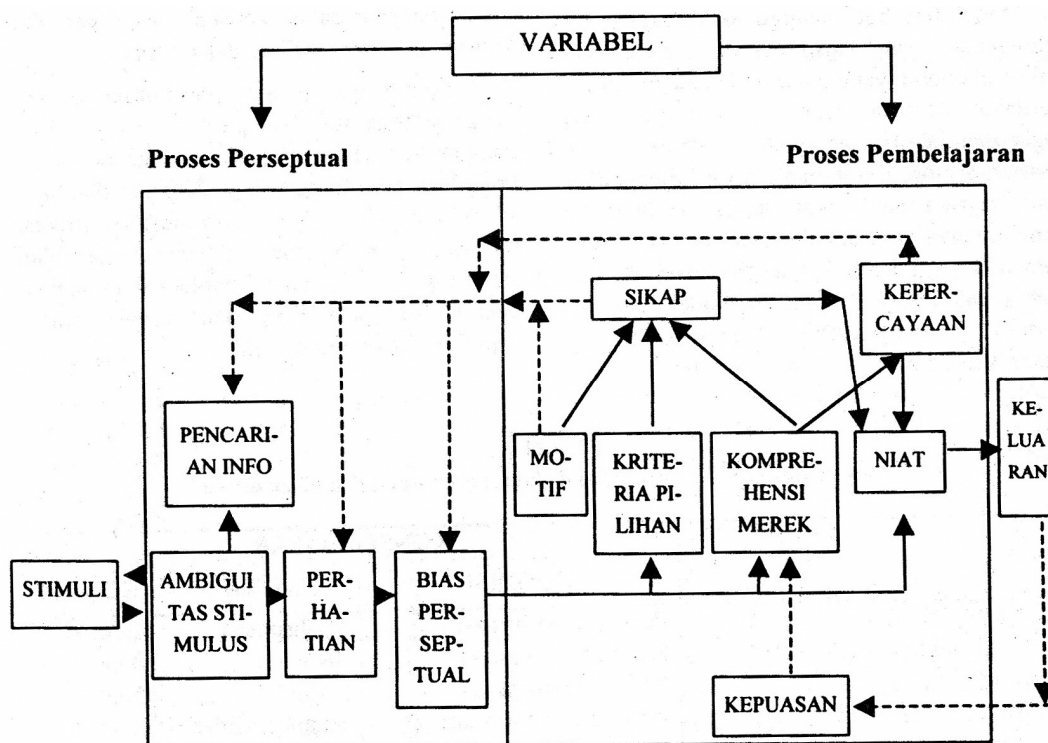 VARIABEL
Proses Perseptual
Proses Pembelajaran
SIKAP
KEPER-
CAYAAN
PENCARI-
AN INFO
MO-
TIF
KRITE-
RIA PI-
LIHAN
KOMPRE-
HENSI
MEREK
NIAT
KE-
LUA
RAN
STIMULI
AMBIGUI
TAS STI-
MULUS
PER-
HA-
TIAN
BIAS
PER-
SEP-
TUAL
KEPUASAN